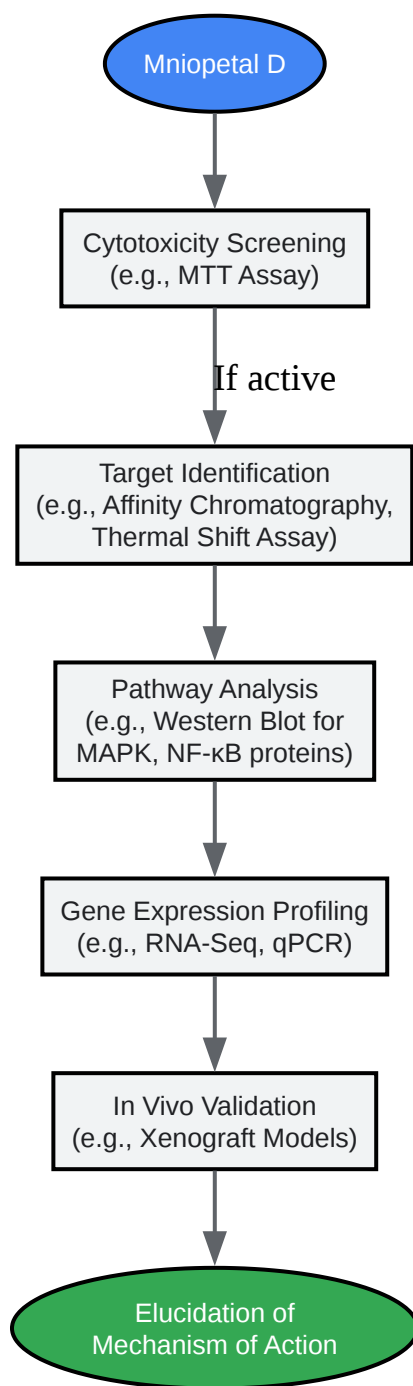 Mniopetal D
Cytotoxicity Screening
(e.g., MTT Assay)
If active
Target Identification
(e.g., Affinity Chromatography,
Thermal Shift Assay)
Pathway Analysis
(e.g., Western Blot for
MAPK, NF-κB proteins)
Gene Expression Profiling
(e.g., RNA-Seq, qPCR)
In Vivo Validation
(e.g., Xenograft Models)
Elucidation of
Mechanism of Action